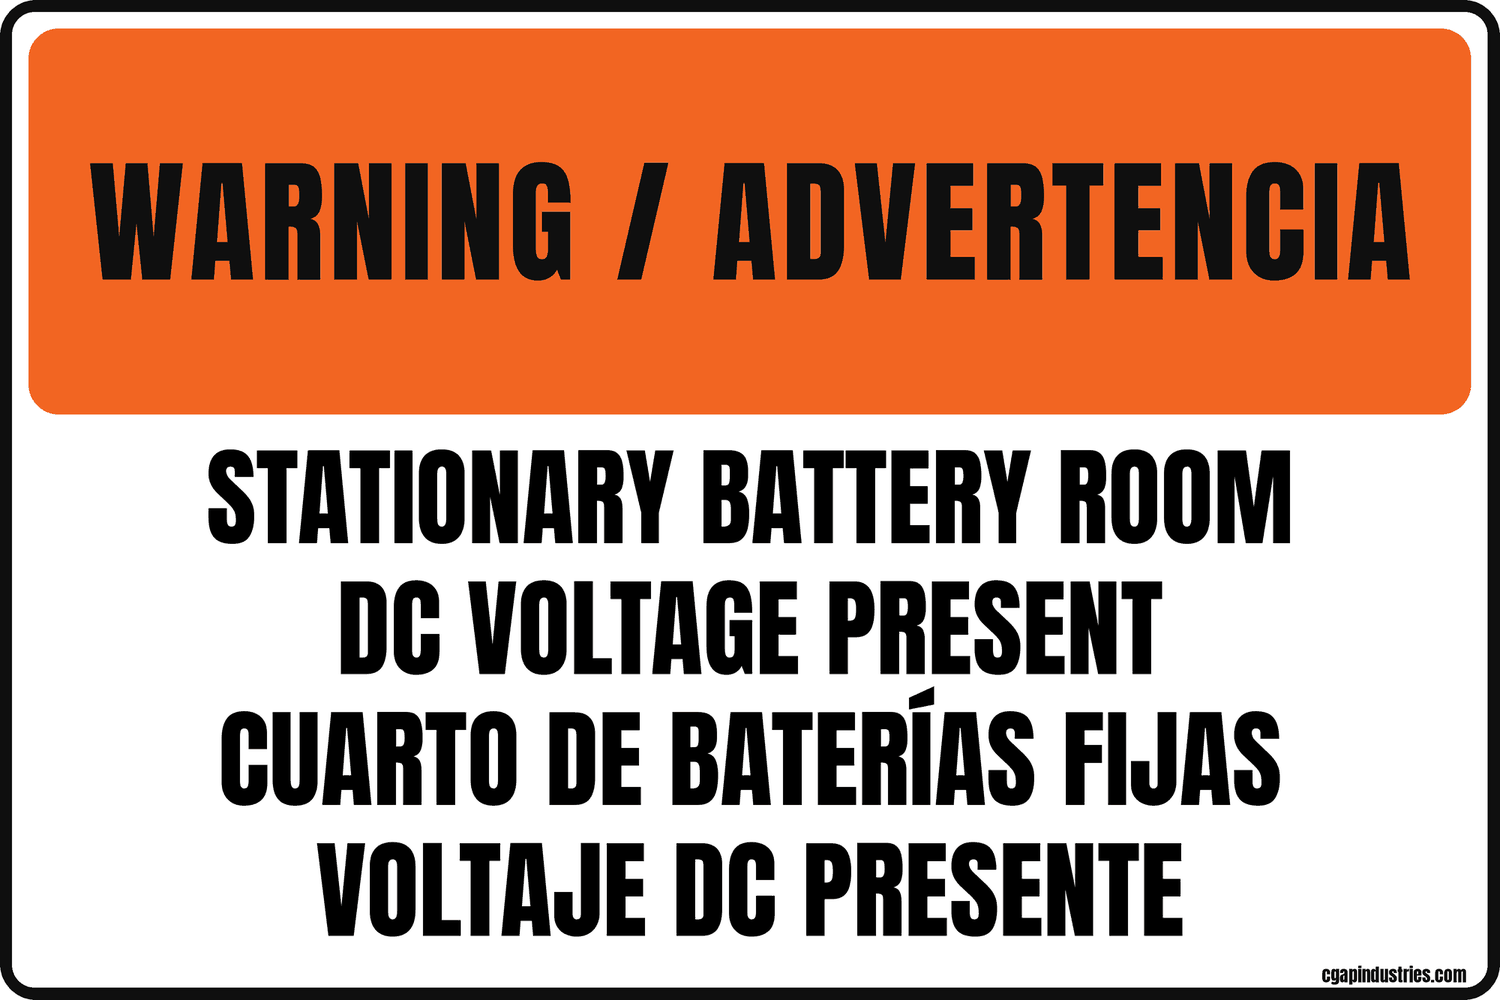 WARNING / ADVERTENCIA
STATIONARY BATTERY ROOM
DC VOLTAGE PRESENT
CUARTO DE BATERÍAS FIJAS
VOLTAJE DC PRESENTE
cgapindustries.com